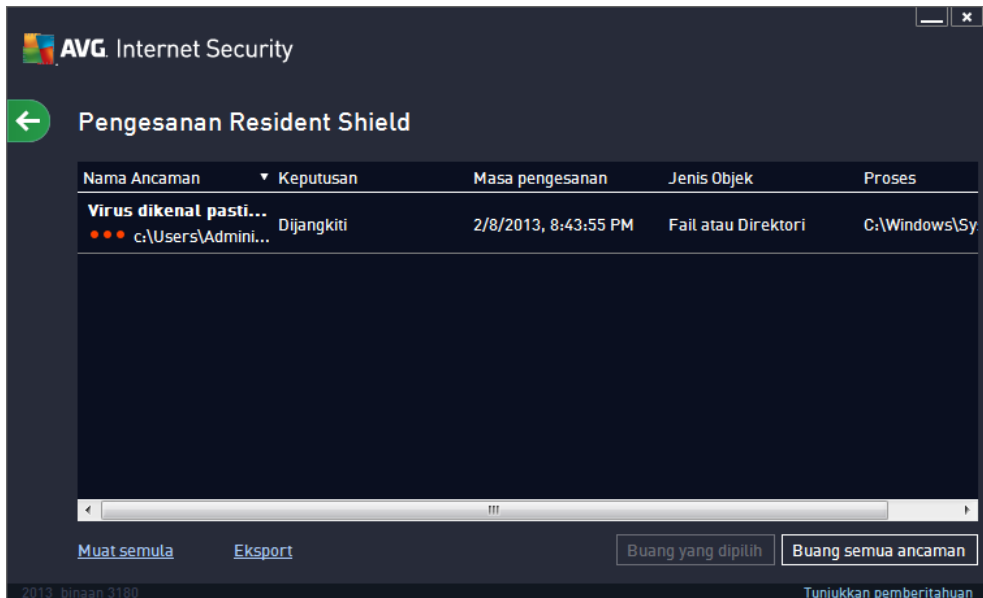 AVG. Internet Security
Pengesanan Resident Shield
Nama Ancaman Keputusan Masa pengesanan Jenis Objek Proses
Virus dikenal pasti...
c:\Users\Admini... Dijangkiti 2/8/2013, 8:43:55 PM Fail atau Direktori C:\Windows\Sy
Muat semula Eksport Buang yang dipilih Buang semua ancaman
2013 binaan 3180 Tunjukkan pemberitahuan